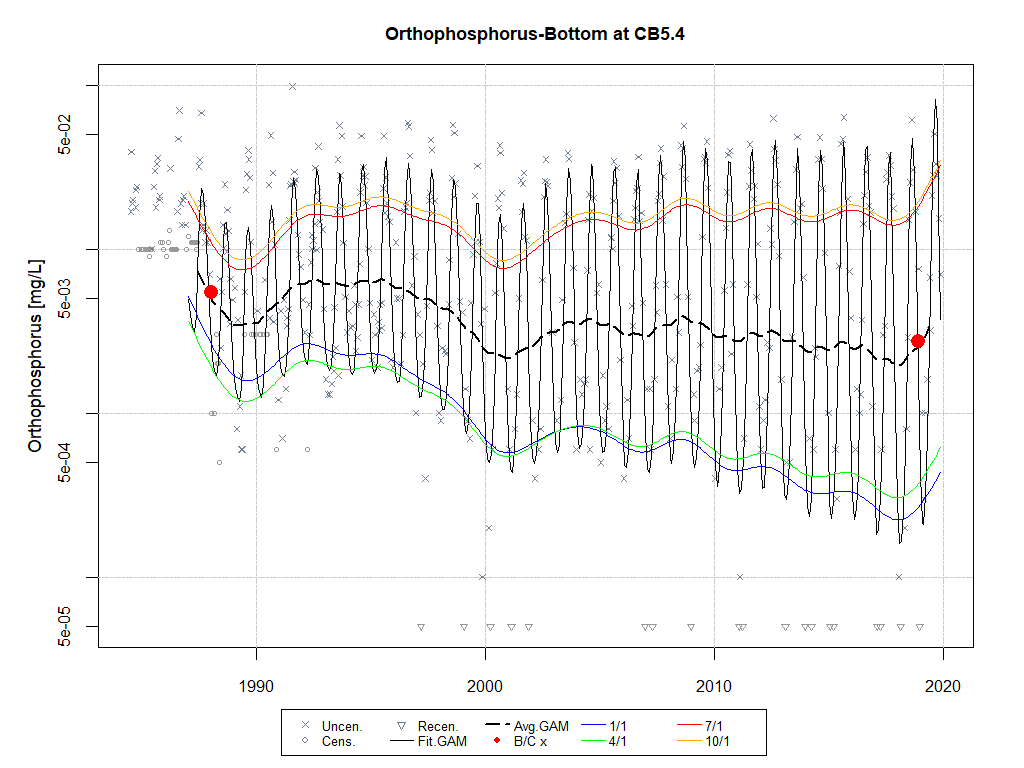 Orthophosphorus-Bottom at CB5.4
Orthophosphorus [mg/L]
5e-02
5e-03
5e-04
5e-05
1990 2000 2010 2020
Uncen. Recen. Avg.GAM 1/1 7/1
Cens. Fit.GAM B/C x 4/1 10/1